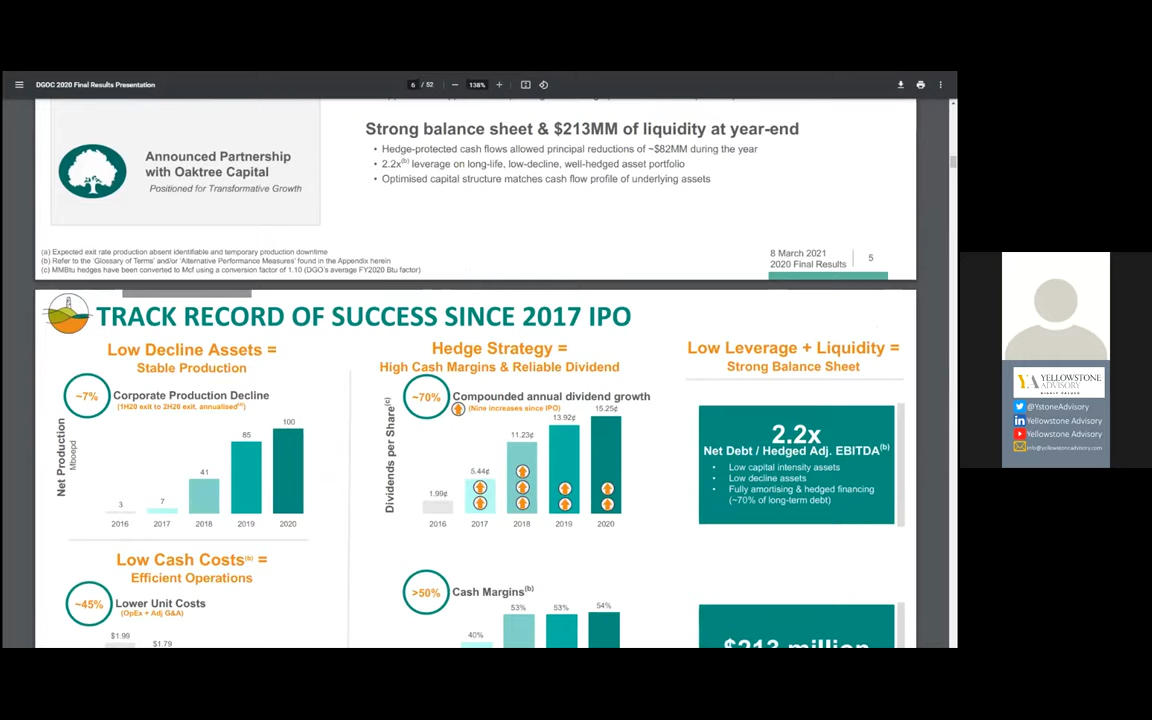 DGOC 2020 Final Results Presentation
6 / 52
138%
Announced Partnership
with Oaktree Capital
Positioned for Transformative Growth
Strong balance sheet & $213MM of liquidity at year-end
• Hedge-protected cash flows allowed principal reductions of ~$82MM during the year
• 2.2x(b) leverage on long-life, low-decline, well-hedged asset portfolio
• Optimised capital structure matches cash flow profile of underlying assets
(a) Expected exit rate production absent identifiable and temporary production downtime
(b) Refer to the 'Glossary of Terms' and/or 'Alternative Performance Measures' found in the Appendix herein
(c) MMBtu hedges have been converted to Mcf using a conversion factor of 1.10 (DGO's average FY2020 Btu factor)
8 March 2021
2020 Final Results
5
TRACK RECORD OF SUCCESS SINCE 2017 IPO
Low Decline Assets =
Stable Production
~7%
Corporate Production Decline
(1H20 exit to 2H20 exit, annualised(a))
Net Production
Mboepd
3
7
41
85
100
2016 2017 2018 2019 2020
Low Cash Costs(b) =
Efficient Operations
~45%
Lower Unit Costs
(OpEx + Adj G&A)
$1.99
$1.79
Hedge Strategy =
High Cash Margins & Reliable Dividend
~70%
Compounded annual dividend growth
(Nine increases since IPO)
Dividends per Share(c)
1.99¢
5.44¢
11.23¢
13.92¢
15.25¢
2016 2017 2018 2019 2020
>50%
Cash Margins(b)
40%
53%
53%
54%
Low Leverage + Liquidity =
Strong Balance Sheet
2.2x
Net Debt / Hedged Adj. EBITDA(b)
• Low capital intensity assets
• Low decline assets
• Fully amortising & hedged financing
(~70% of long-term debt)
$213 million
YELLOWSTONE
ADVISORY
@YstoneAdvisory
Yellowstone Advisory
Yellowstone Advisory
info@yellowstoneadvisory.com